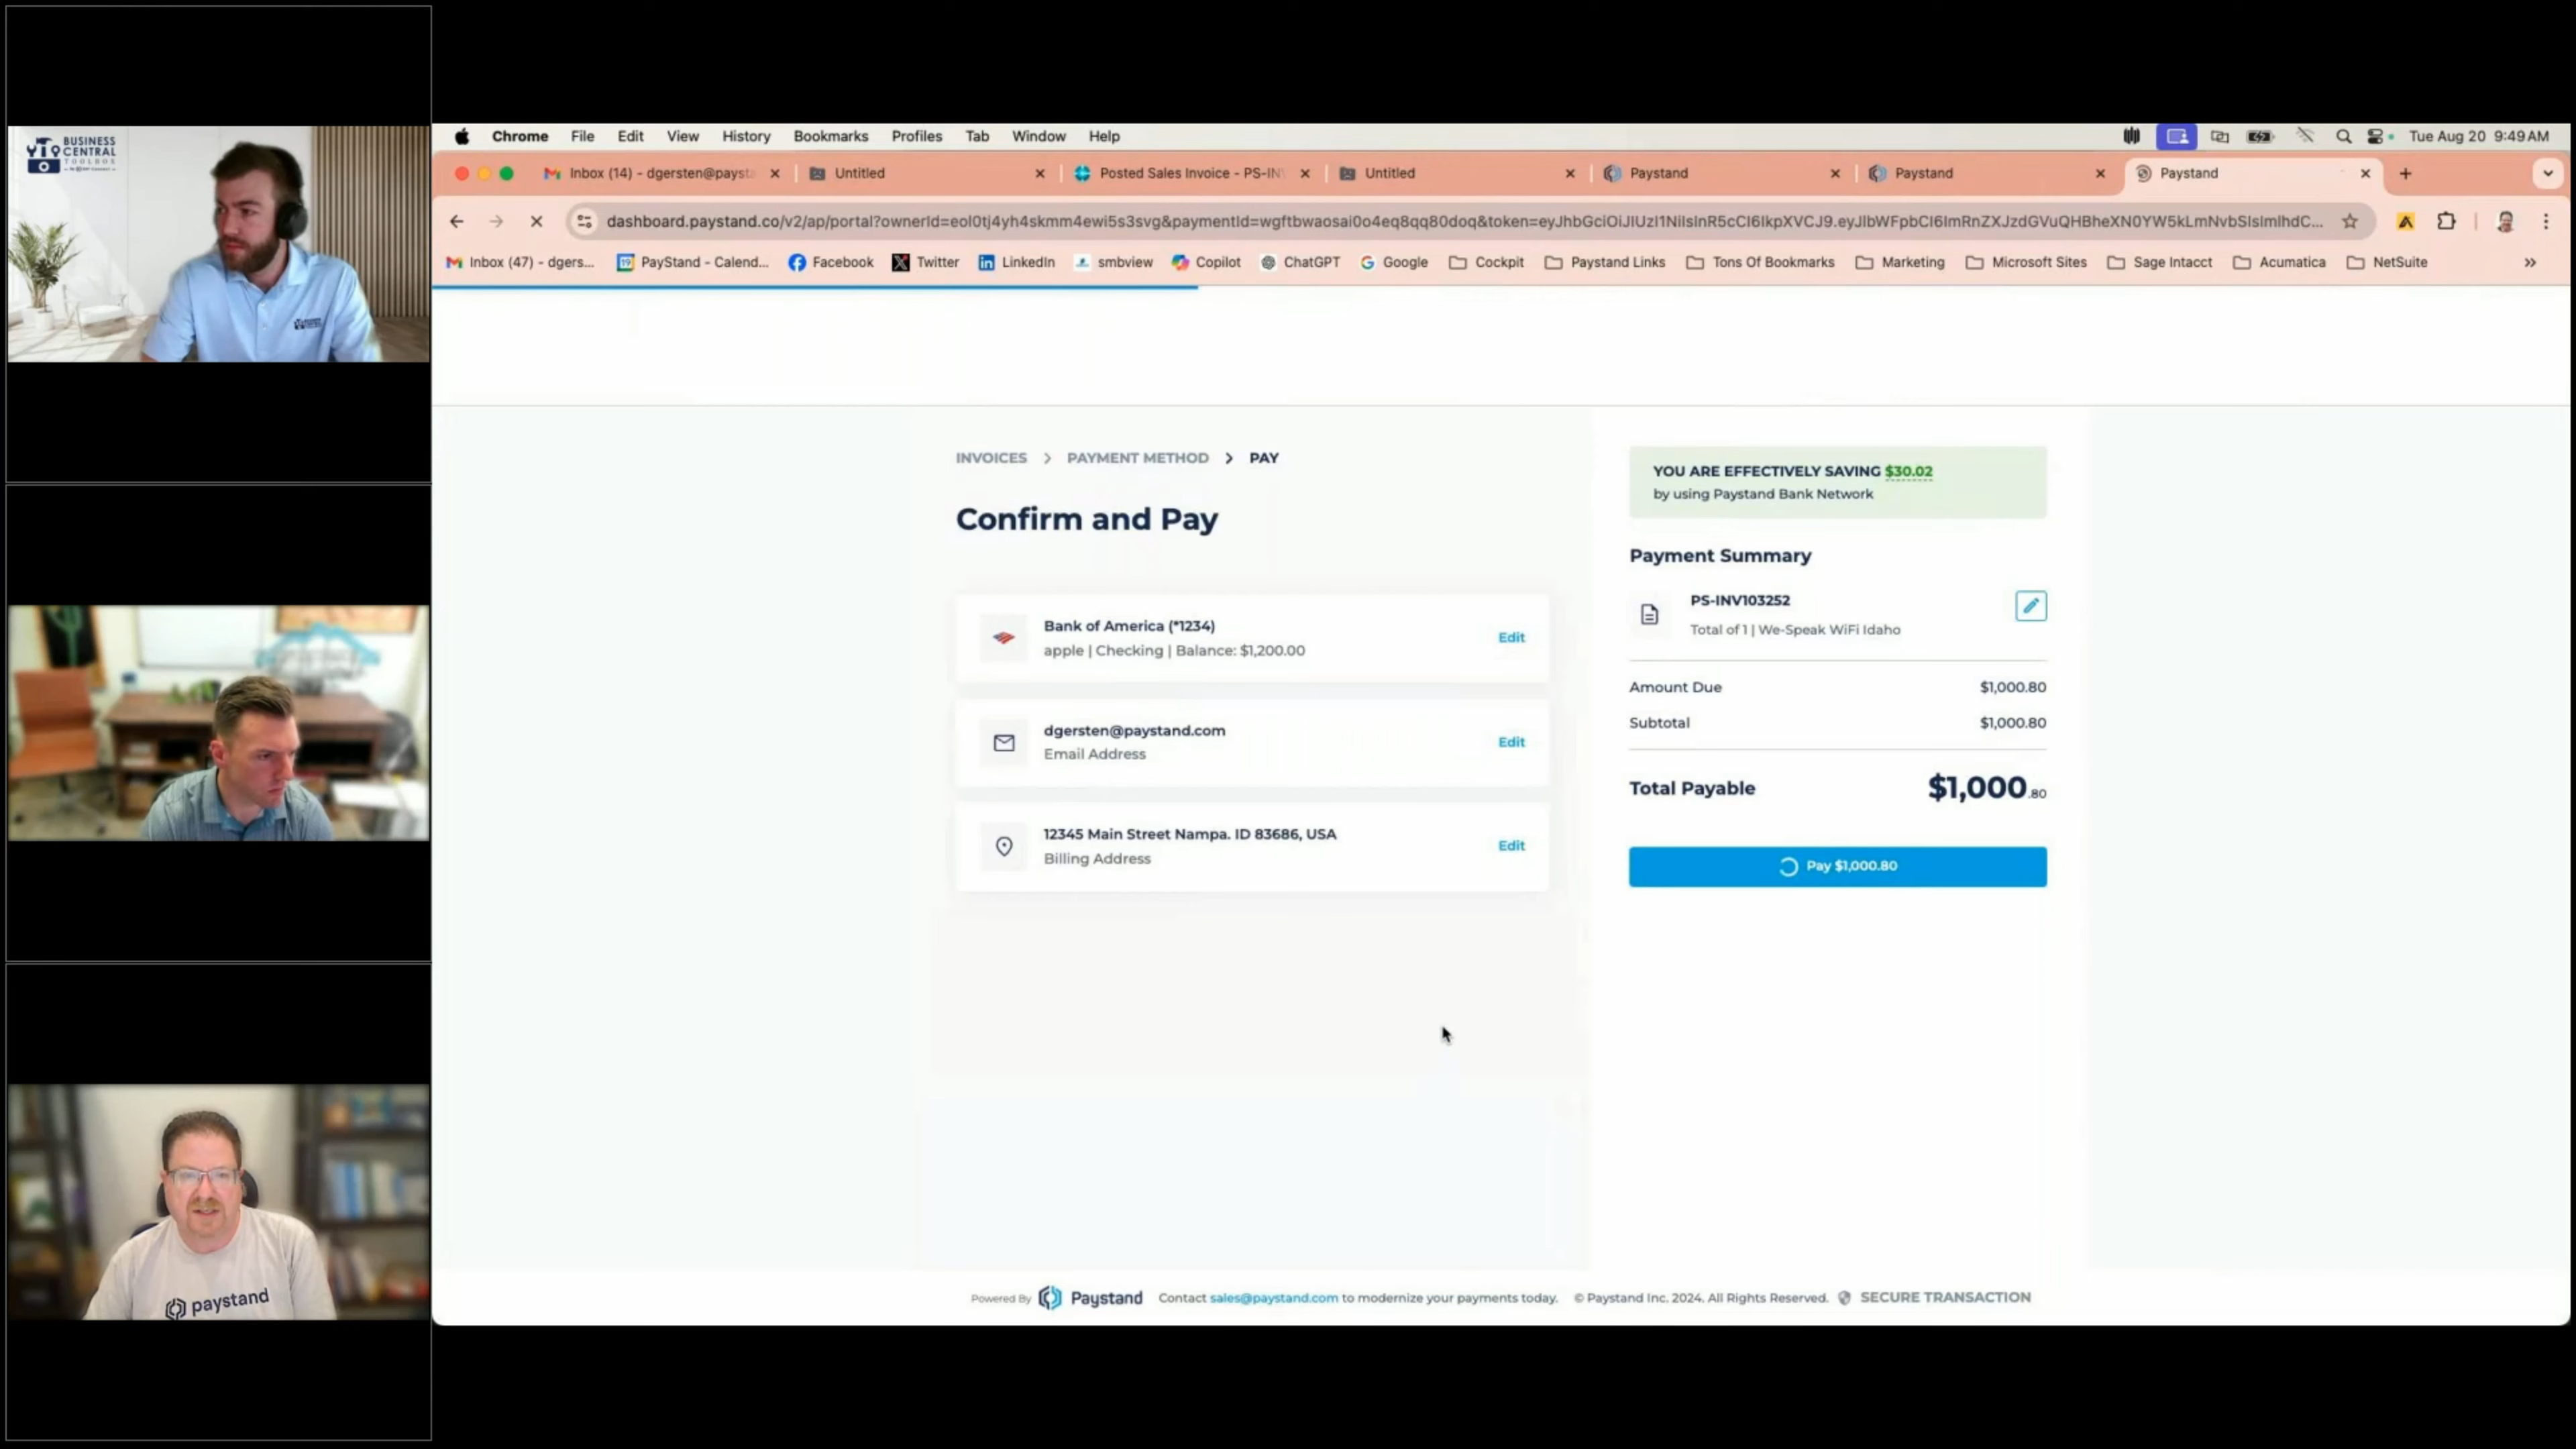 BUSINESS
CENTRAL
TOOLBOX
Chrome File Edit View History Bookmarks Profiles Tab Window Help
Tue Aug 20 9:49 AM
Inbox (14) - dgersten@paysta
Untitled
Posted Sales Invoice - PS-IN
Untitled
Paystand
Paystand
Paystand
dashboard.paystand.co/v2/ap/portal?ownerId=eol0tj4yh4skmm4ewi5s3svg&paymentId=wgftbwaosai0o4eq8qq80doq&token=eyJhbGciOiJIUzI1NiIsInR5cCI6IkpXVCJ9.eyJlbWFpbCI6ImRnZXJzdGVuQHBheXN0YW5kLmNvbSIsImlhdC...
Inbox (47) - dgers... PayStand - Calend... Facebook Twitter LinkedIn smbview Copilot ChatGPT Google Cockpit Paystand Links Tons Of Bookmarks Marketing Microsoft Sites Sage Intacct Acumatica NetSuite »
INVOICES > PAYMENT METHOD > PAY
Confirm and Pay
Bank of America (*1234)
apple | Checking | Balance: $1,200.00
Edit
dgersten@paystand.com
Email Address
Edit
12345 Main Street Nampa. ID 83686, USA
Billing Address
Edit
YOU ARE EFFECTIVELY SAVING $30.02
by using Paystand Bank Network
Payment Summary
PS-INV103252
Total of 1 | We-Speak WiFi Idaho
Amount Due $1,000.80
Subtotal $1,000.80
Total Payable $1,000.80
Pay $1,000.80
Powered By Paystand Contact sales@paystand.com to modernize your payments today. © Paystand Inc. 2024. All Rights Reserved. SECURE TRANSACTION
paystand